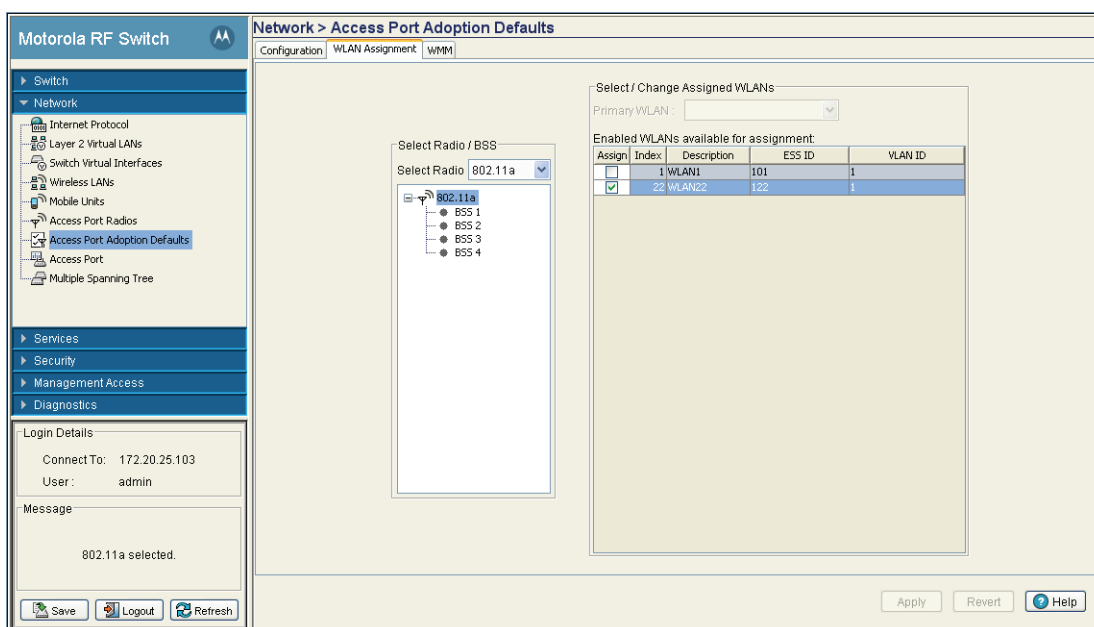 Motorola RF Switch
Switch
Network
Internet Protocol
Layer 2 Virtual LANs
Switch Virtual Interfaces
Wireless LANs
Mobile Units
Access Port Radios
Access Port Adoption Defaults
Access Port
Multiple Spanning Tree
Services
Security
Management Access
Diagnostics
Login Details
Connect To: 172.20.25.103
User : admin
Message
802.11a selected.
Save Logout Refresh
Network > Access Port Adoption Defaults
Configuration WLAN Assignment WMM
Select Radio / BSS
Select Radio 802.11a
802.11a
BSS 1
BSS 2
BSS 3
BSS 4
Select / Change Assigned WLANs
Primary WLAN :
Enabled WLANs available for assignment:
Assign Index Description ESS ID VLAN ID
1 WLAN1 101 1
22 WLAN22 122 1
Apply Revert Help